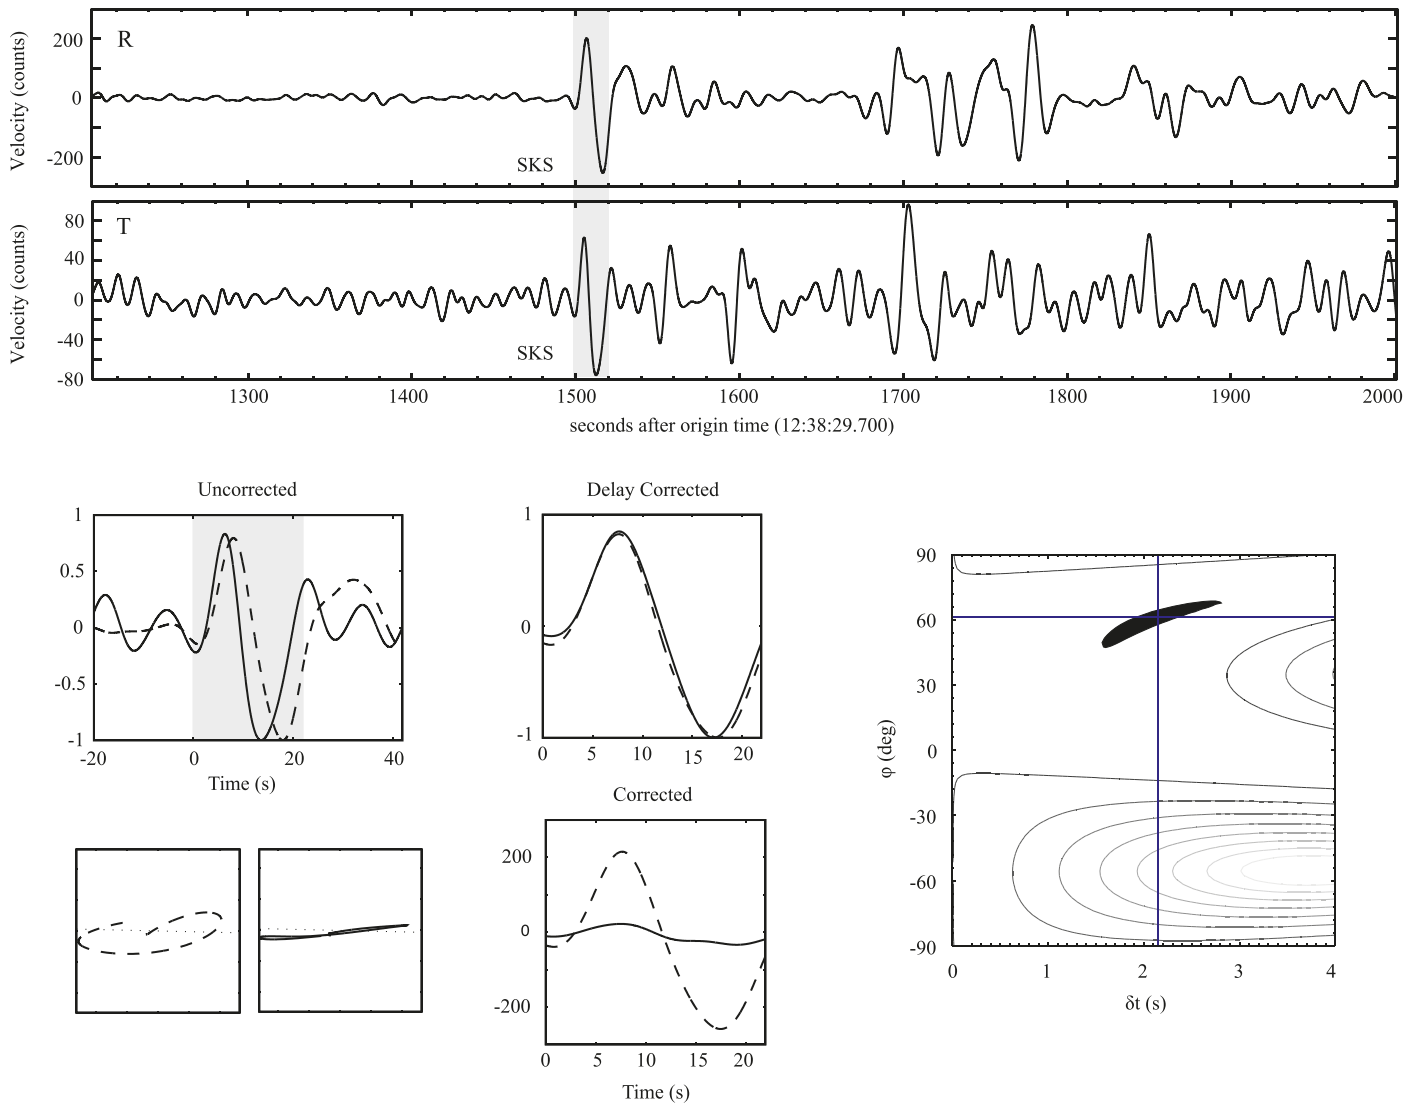 R
200
0
-200
Velocity (counts)
SKS
T
80
40
0
-40
-80
Velocity (counts)
SKS
1300 1400 1500 1600 1700 1800 1900 2000
seconds after origin time (12:38:29.700)
Uncorrected
1
0.5
0
-0.5
-1
-20 0 20 40
Time (s)
Delay Corrected
1
0
-1
0 5 10 15 20
Corrected
200
0
-200
0 5 10 15 20
Time (s)
90
60
30
0
-30
-60
-90
φ (deg)
0 1 2 3 4
δt (s)